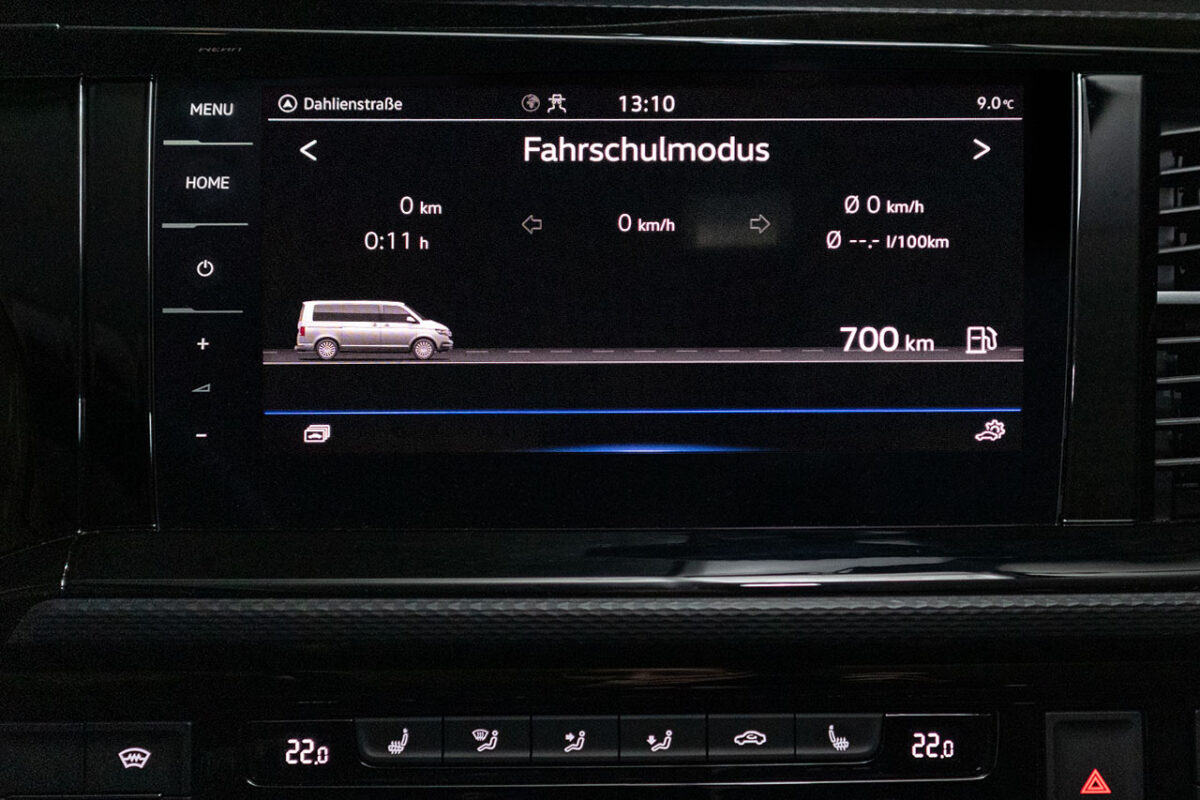 MENU
HOME
Dahlienstraße
13:10
9.0°C
<
Fahrschulmodus
>
0 km
0:11 h
0 km/h
Ø 0 km/h
Ø --.- l/100km
700 km
+
-
22.0
22.0